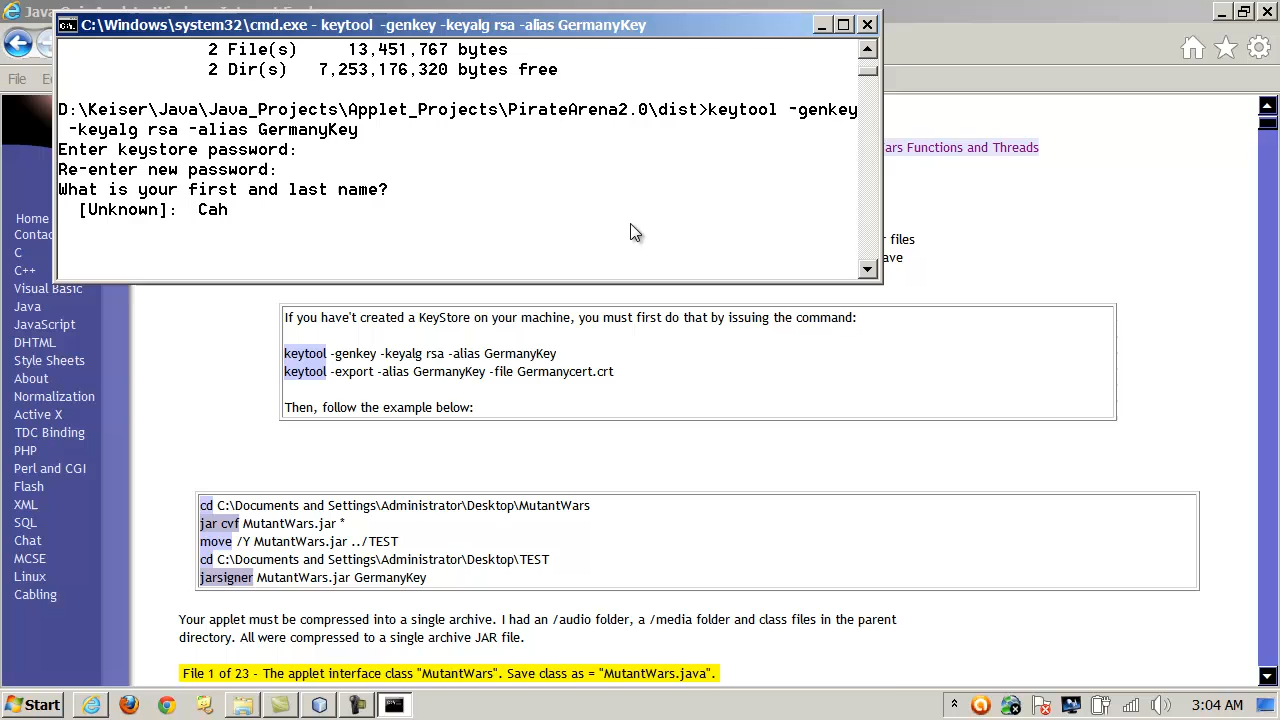 C:\Windows\system32\cmd.exe - keytool -genkey -keyalg rsa -alias GermanyKey
2 File(s) 13,451,767 bytes
2 Dir(s) 7,253,176,320 bytes free
D:\Keiser\Java\Java_Projects\Applet_Projects\PirateArena2.0\dist>keytool -genkey
-keyalg rsa -alias GermanyKey
Enter keystore password:
Re-enter new password:
What is your first and last name?
[Unknown]: Cah
File
ars Functions and Threads
files
ave
Home
C
C++
Visual Basic
Java
JavaScript
DHTML
Style Sheets
About
Normalization
Active X
TDC Binding
PHP
Perl and CGI
Flash
XML
SQL
Chat
MCSE
Linux
Cabling
If you have't created a KeyStore on your machine, you must first do that by issuing the command:
keytool -genkey -keyalg rsa -alias GermanyKey
keytool -export -alias GermanyKey -file Germanycert.crt
Then, follow the example below:
cd C:\Documents and Settings\Administrator\Desktop\MutantWars
jar cvf MutantWars.jar *
move /Y MutantWars.jar ../TEST
cd C:\Documents and Settings\Administrator\Desktop\TEST
jarsigner MutantWars.jar GermanyKey
Your applet must be compressed into a single archive. I had an /audio folder, a /media folder and class files in the parent
directory. All were compressed to a single archive JAR file.
File 1 of 23 - The applet interface class "MutantWars". Save class as = "MutantWars.java".
Start
3:04 AM